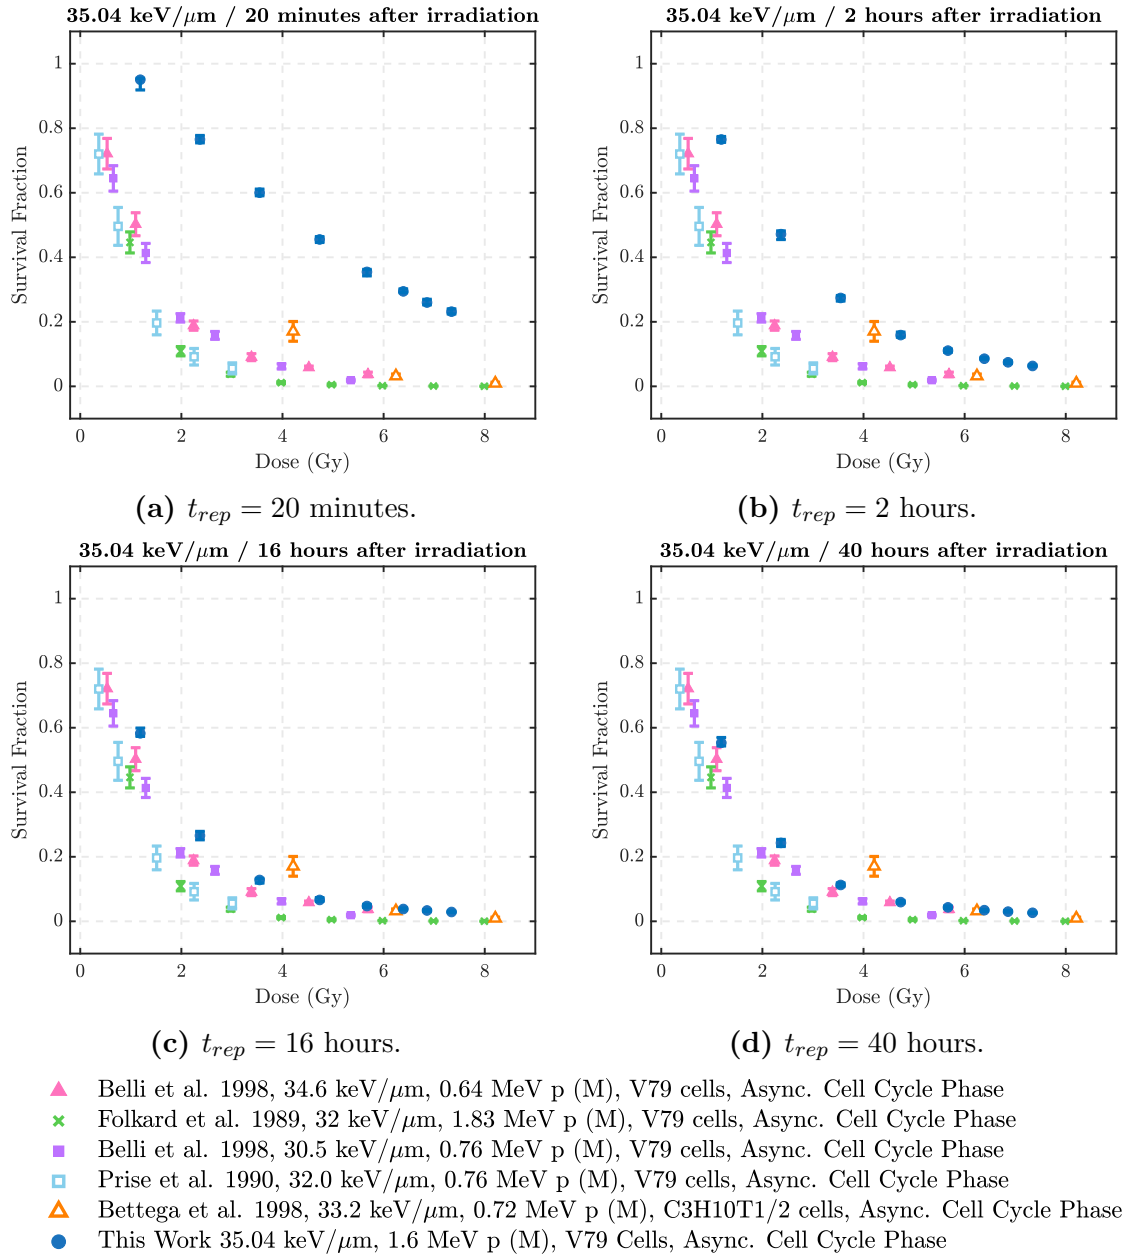 35.04 keV/μm / 20 minutes after irradiation
1
0.8
0.6
0.4
0.2
0
Survival Fraction
0 2 4 6 8
Dose (Gy)
(a) t_rep = 20 minutes.
35.04 keV/μm / 2 hours after irradiation
1
0.8
0.6
0.4
0.2
0
Survival Fraction
0 2 4 6 8
Dose (Gy)
(b) t_rep = 2 hours.
35.04 keV/μm / 16 hours after irradiation
1
0.8
0.6
0.4
0.2
0
Survival Fraction
0 2 4 6 8
Dose (Gy)
(c) t_rep = 16 hours.
35.04 keV/μm / 40 hours after irradiation
1
0.8
0.6
0.4
0.2
0
Survival Fraction
0 2 4 6 8
Dose (Gy)
(d) t_rep = 40 hours.
Belli et al. 1998, 34.6 keV/μm, 0.64 MeV p (M), V79 cells, Async. Cell Cycle Phase
Folkard et al. 1989, 32 keV/μm, 1.83 MeV p (M), V79 cells, Async. Cell Cycle Phase
Belli et al. 1998, 30.5 keV/μm, 0.76 MeV p (M), V79 cells, Async. Cell Cycle Phase
Prise et al. 1990, 32.0 keV/μm, 0.76 MeV p (M), V79 cells, Async. Cell Cycle Phase
Bettega et al. 1998, 33.2 keV/μm, 0.72 MeV p (M), C3H10T1/2 cells, Async. Cell Cycle Phase
This Work 35.04 keV/μm, 1.6 MeV p (M), V79 Cells, Async. Cell Cycle Phase